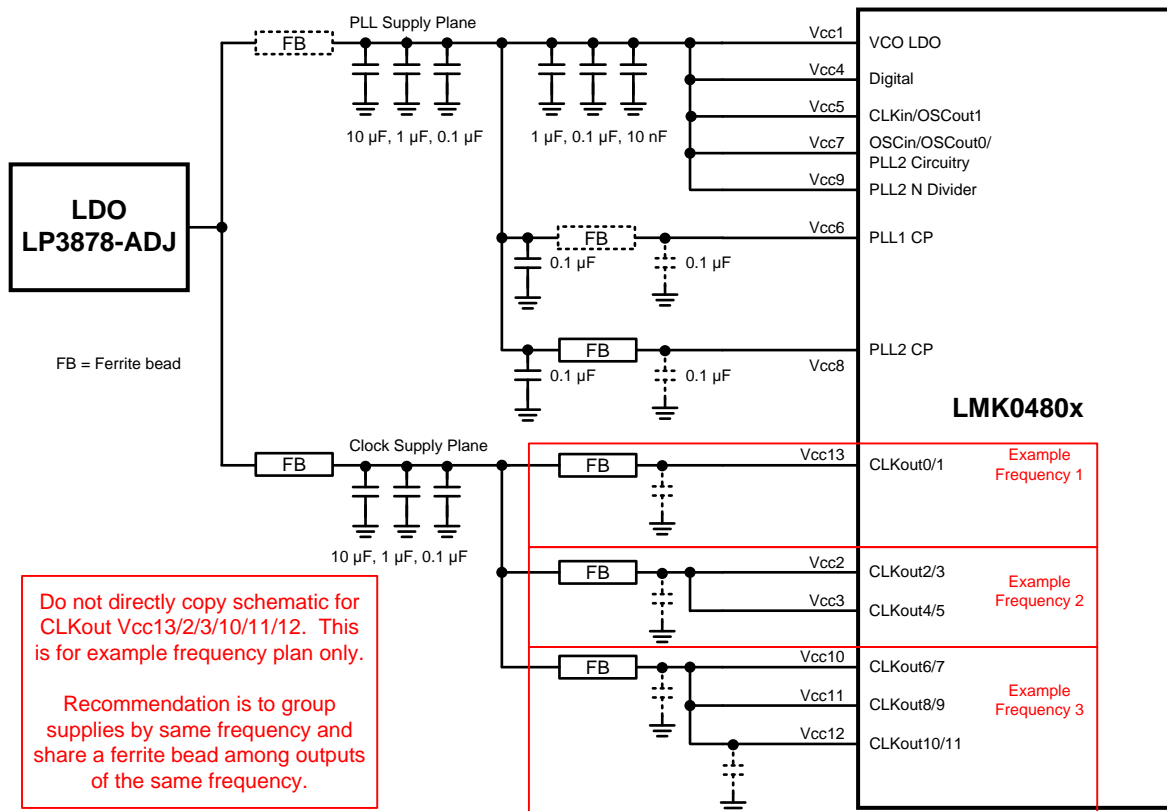 PLL Supply Plane
FB
10 µF, 1 µF, 0.1 µF
1 µF, 0.1 µF, 10 nF
Vcc1
VCO LDO
Vcc4
Digital
Vcc5
CLKin/OSCout1
Vcc7
OSCin/OSCout0/
PLL2 Circuitry
Vcc9
PLL2 N Divider
LDO
LP3878-ADJ
FB
0.1 µF
0.1 µF
Vcc6
PLL1 CP
FB = Ferrite bead
FB
0.1 µF
0.1 µF
Vcc8
PLL2 CP
LMK0480x
Clock Supply Plane
FB
10 µF, 1 µF, 0.1 µF
FB
Vcc13
CLKout0/1
Example
Frequency 1
FB
Vcc2
CLKout2/3
Vcc3
CLKout4/5
Example
Frequency 2
FB
Vcc10
CLKout6/7
Vcc11
CLKout8/9
Vcc12
CLKout10/11
Example
Frequency 3
Do not directly copy schematic for
CLKout Vcc13/2/3/10/11/12. This
is for example frequency plan only.
Recommendation is to group
supplies by same frequency and
share a ferrite bead among outputs
of the same frequency.